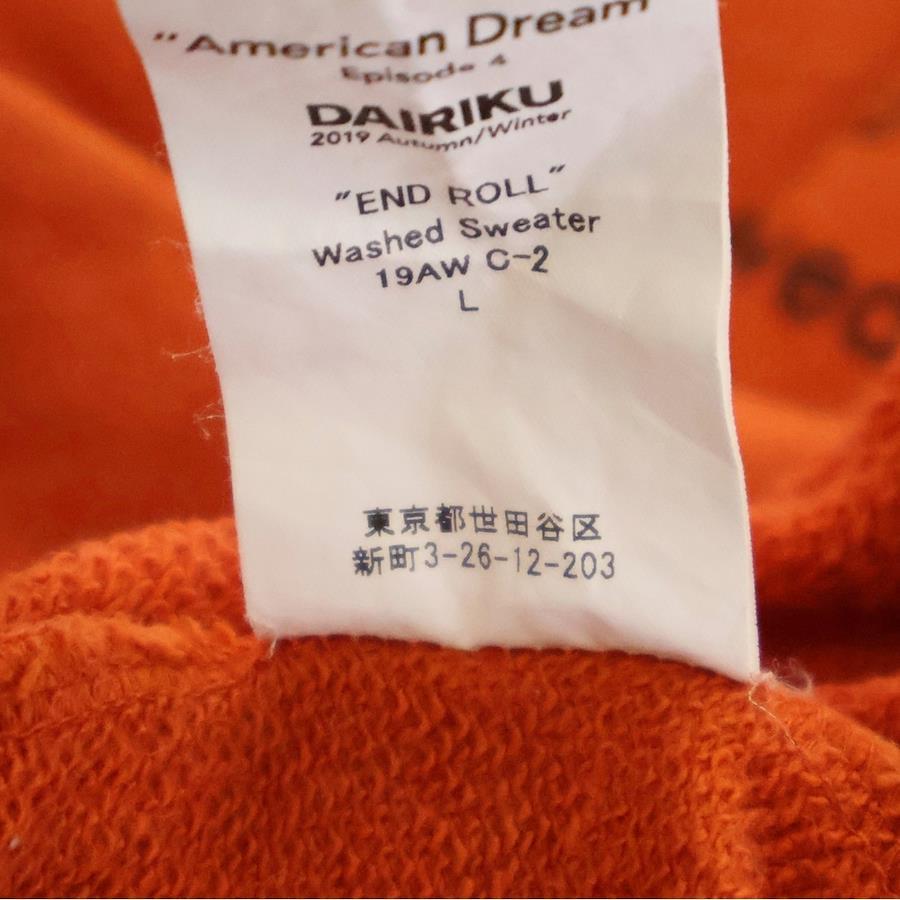 "American Dream
Episode 4
DAIRIKU
2019 Autumn/Winter
"END ROLL"
Washed Sweater
19AW C-2
L
東京都世田谷区
新町3-26-12-203